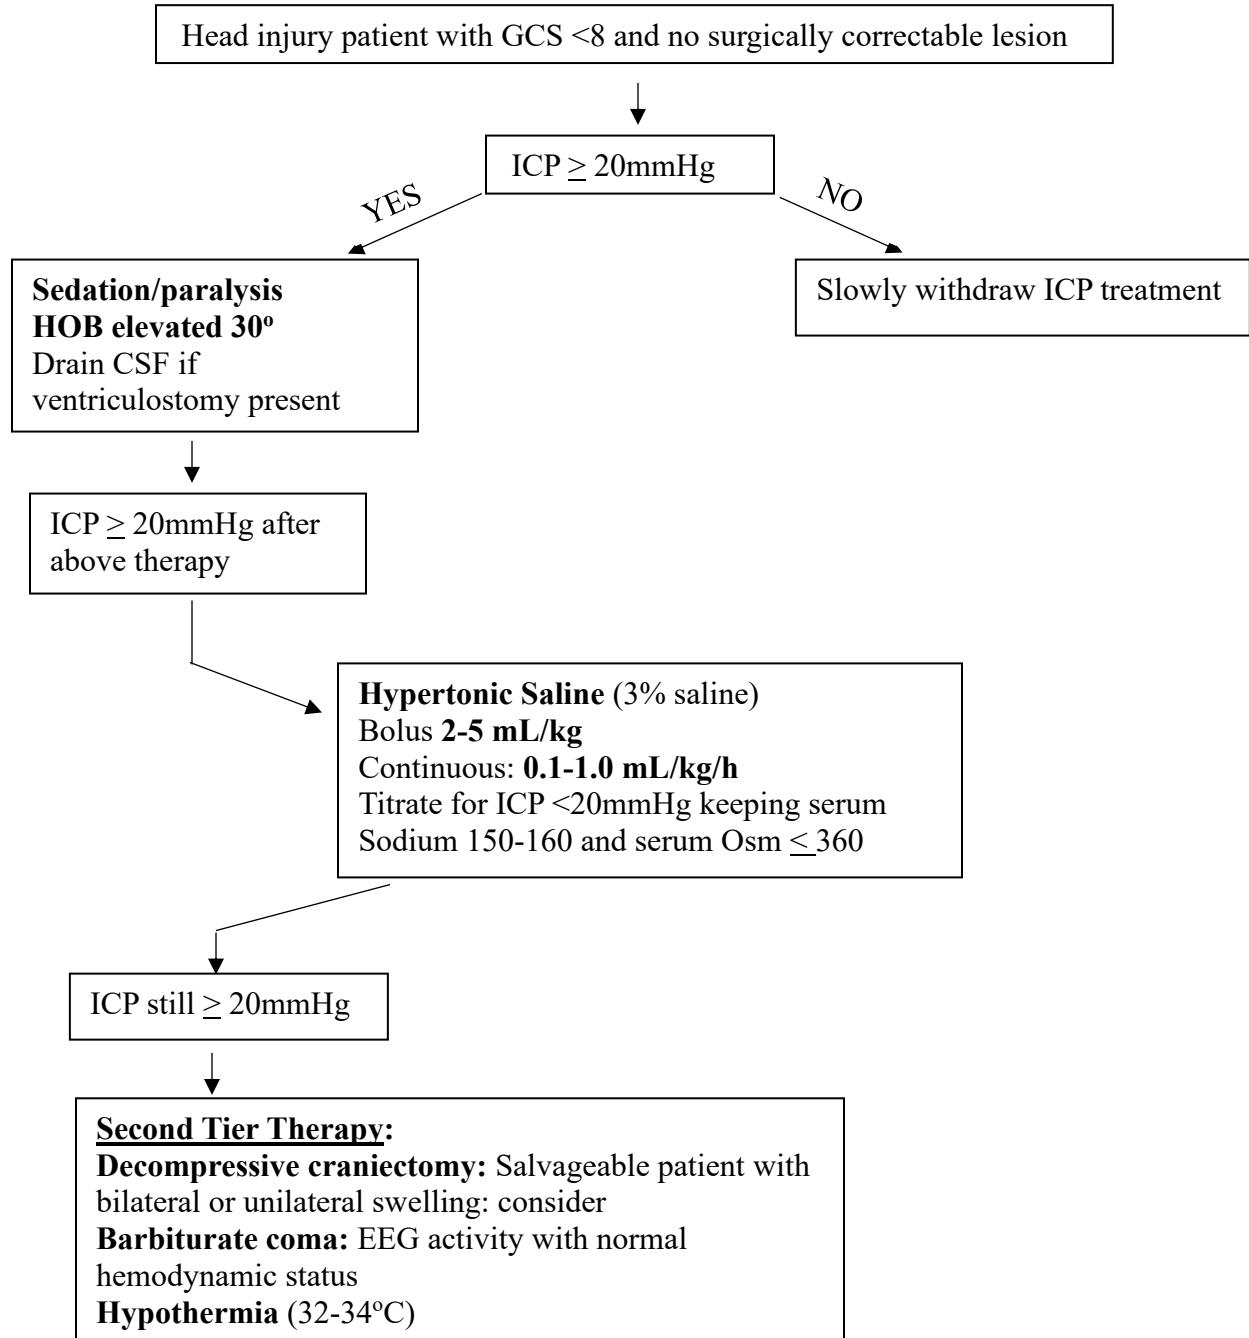 Head injury patient with GCS <8 and no surgically correctable lesion
ICP ≥ 20mmHg
YES
NO
Sedation/paralysis
HOB elevated 30º
Drain CSF if
ventriculostomy present
Slowly withdraw ICP treatment
ICP ≥ 20mmHg after
above therapy
Hypertonic Saline (3% saline)
Bolus 2-5 mL/kg
Continuous: 0.1-1.0 mL/kg/h
Titrate for ICP <20mmHg keeping serum
Sodium 150-160 and serum Osm ≤ 360
ICP still ≥ 20mmHg
Second Tier Therapy:
Decompressive craniectomy: Salvageable patient with
bilateral or unilateral swelling: consider
Barbiturate coma: EEG activity with normal
hemodynamic status
Hypothermia (32-34ºC)